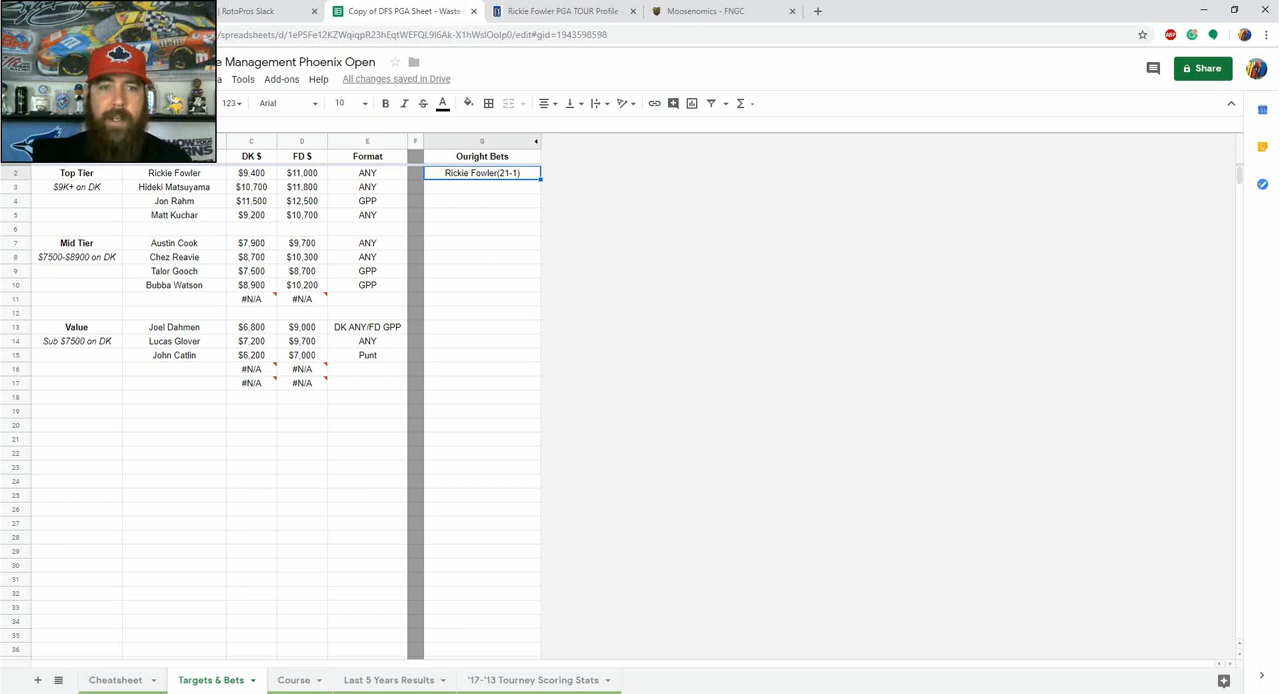 RotoPros Slack
Copy of DFS PGA Sheet - Waste
Rickie Fowler PGA TOUR Profile
Moosenomics - FNGC
/spreadsheets/d/1eP5Fe12KZWqiqpR23hEqtWEFQL9I6Ak-X1hWsIOolp0/edit#gid=1943598598
e Management Phoenix Open
Tools Add-ons Help All changes saved in Drive
Share
123 Arial 10 B I S A
C D E F G
DK $ FD $ Format Ouright Bets
2 Top Tier Rickie Fowler $9,400 $11,000 ANY Rickie Fowler(21-1)
3 $9K+ on DK Hideki Matsuyama $10,700 $11,800 ANY
4 Jon Rahm $11,500 $12,500 GPP
5 Matt Kuchar $9,200 $10,700 ANY
6
7 Mid Tier Austin Cook $7,900 $9,700 ANY
8 $7500-$8900 on DK Chez Reavie $8,700 $10,300 ANY
9 Talor Gooch $7,500 $8,700 GPP
10 Bubba Watson $8,900 $10,200 GPP
11 #N/A #N/A
12
13 Value Joel Dahmen $6,800 $9,000 DK ANY/FD GPP
14 Sub $7500 on DK Lucas Glover $7,200 $9,700 ANY
15 John Catlin $6,200 $7,000 Punt
16 #N/A #N/A
17 #N/A #N/A
18
19
20
21
22
23
24
25
26
27
28
29
30
31
32
33
34
35
36
Cheatsheet Targets & Bets Course Last 5 Years Results '17-'13 Tourney Scoring Stats